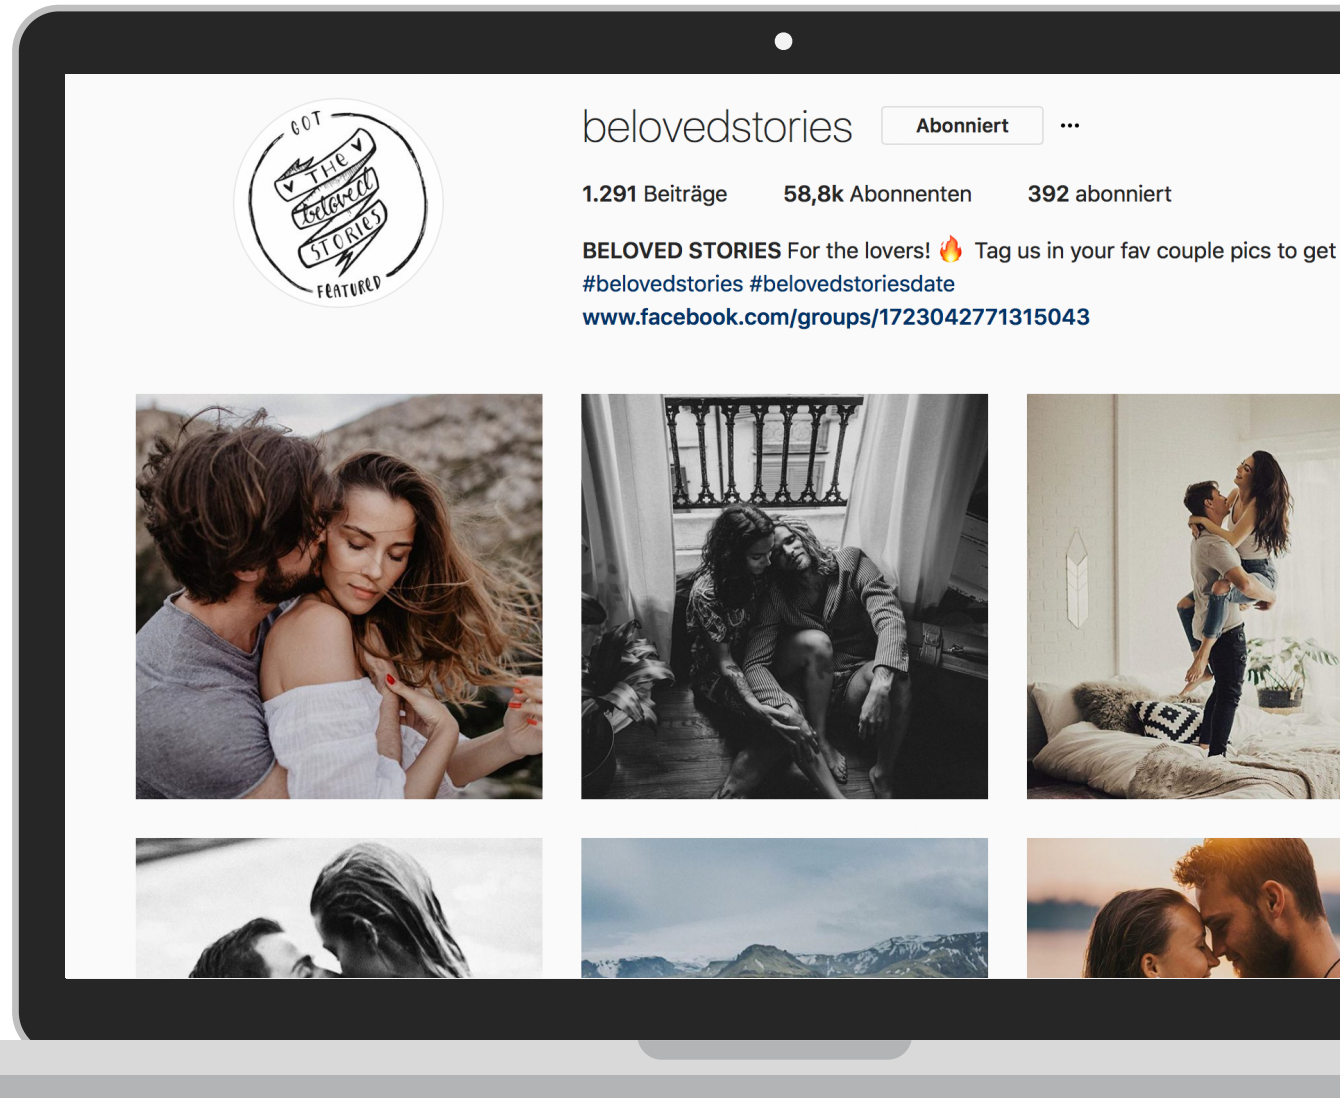 GOT
THE
beloved
STORIES
FEATURED
belovedstories Abonniert ...
1.291 Beiträge 58,8k Abonnenten 392 abonniert
BELOVED STORIES For the lovers! 🔥 Tag us in your fav couple pics to get
#belovedstories #belovedstoriesdate
www.facebook.com/groups/1723042771315043